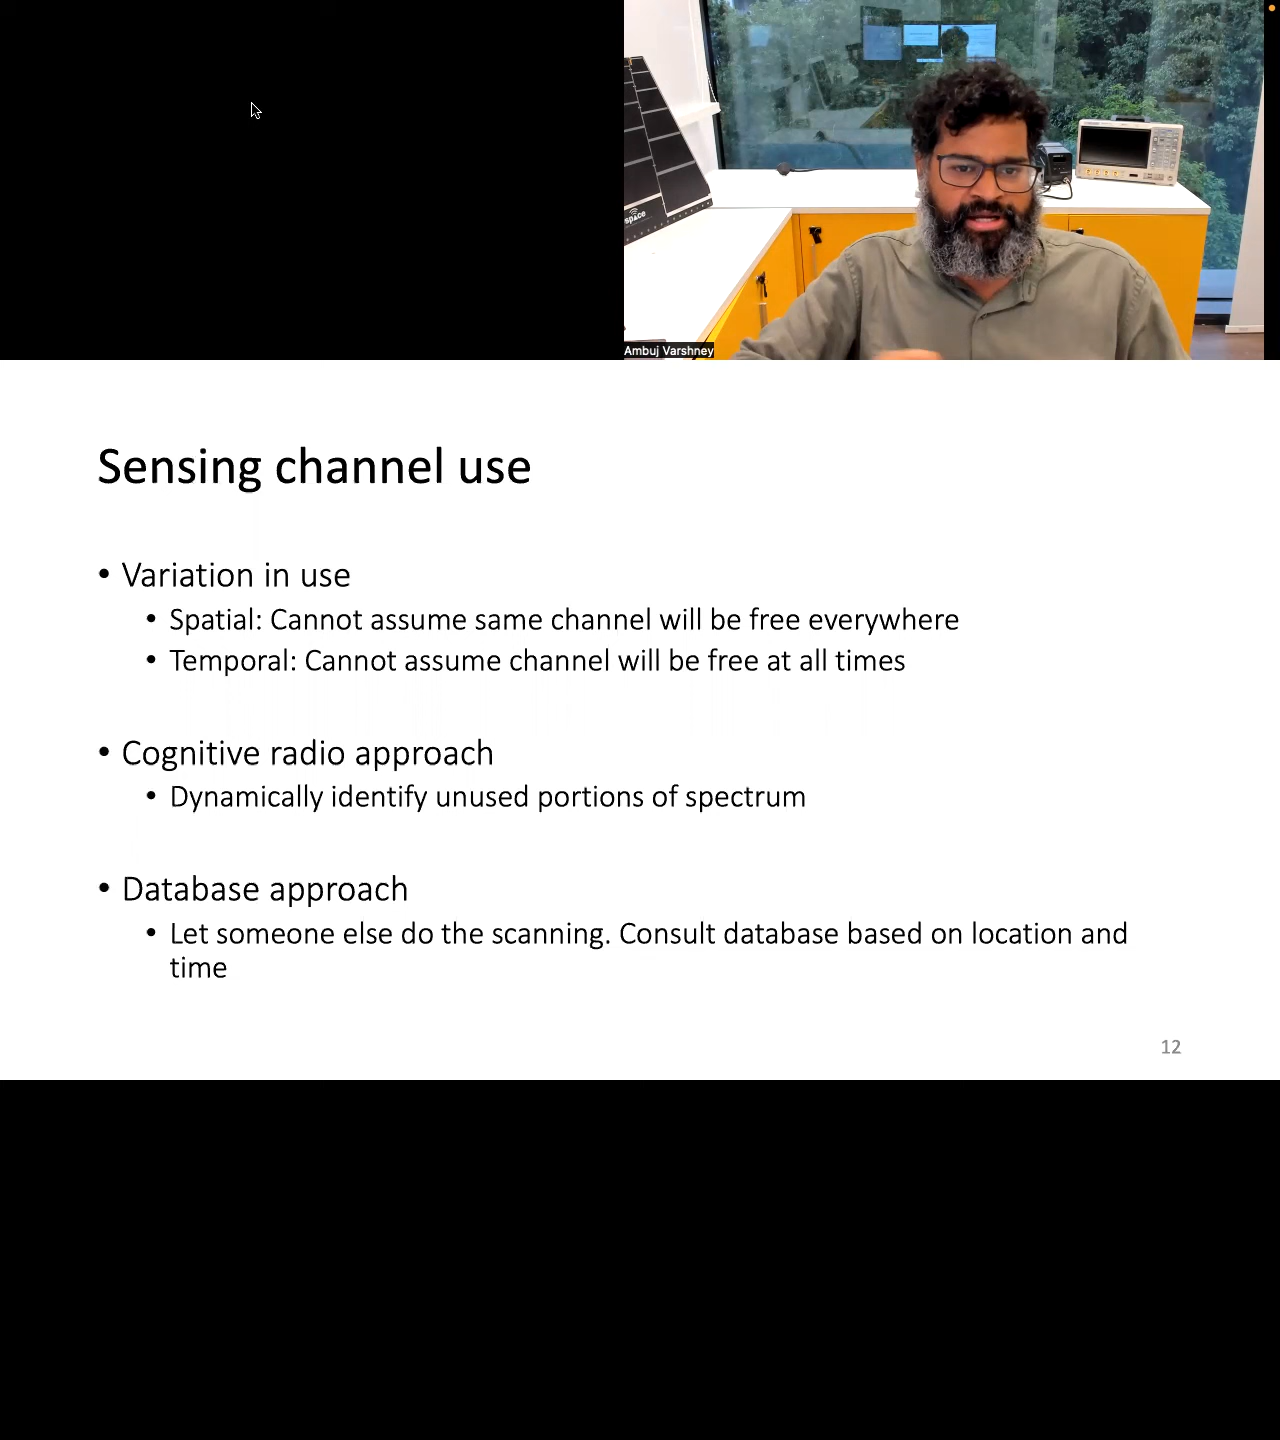 space
Ambuj Varshney
Sensing channel use
• Variation in use
• Spatial: Cannot assume same channel will be free everywhere
• Temporal: Cannot assume channel will be free at all times
• Cognitive radio approach
• Dynamically identify unused portions of spectrum
• Database approach
• Let someone else do the scanning. Consult database based on location and
time
12